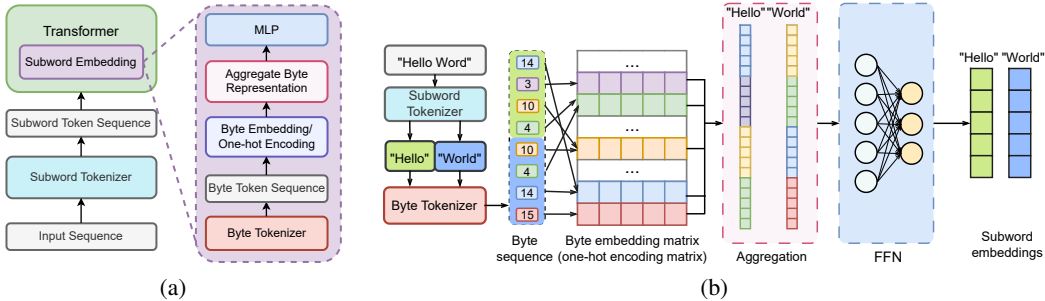 Transformer
Subword Embedding
Subword Token Sequence
Subword Tokenizer
Input Sequence
MLP
Aggregate Byte
Representation
Byte Embedding/
One-hot Encoding
Byte Token Sequence
Byte Tokenizer
(a)
"Hello Word"
Subword
Tokenizer
"Hello" "World"
Byte Tokenizer
14
3
10
4
10
4
14
15
Byte
sequence
...
...
...
Byte embedding matrix
(one-hot encoding matrix)
"Hello" "World"
Aggregation
FFN
"Hello" "World"
Subword
embeddings
(b)